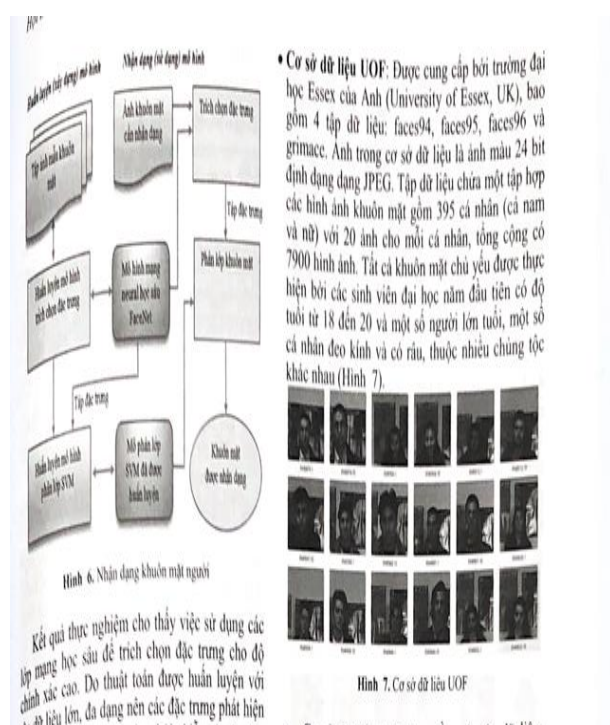 Huấn luyện (xây dựng) mô hình
Nhận dạng (sử dụng) mô hình
Tập ảnh mẫu khuôn
mặt
Ảnh khuôn mặt
cần nhận dạng
Trích chọn đặc trưng
Tập đặc trưng
Huấn luyện mô hình
trích chọn đặc trưng
Mô hình mạng
neural học sâu
FaceNet
Phân lớp khuôn mặt
Tập đặc trưng
Huấn luyện mô hình
phân lớp SVM
Mô phân lớp
SVM đã được
huấn luyện
Khuôn mặt
được nhận dạng
Hình 6. Nhận dạng khuôn mặt người
Kết quả thực nghiệm cho thấy việc sử dụng các
lớp mạng học sâu để trích chọn đặc trưng cho độ
chính xác cao. Do thuật toán được huấn luyện với
dữ liệu lớn, đa dạng nên các đặc trưng phát hiện
• Cơ sở dữ liệu UOF: Được cung cấp bởi trường đại
học Essex của Anh (University of Essex, UK), bao
gồm 4 tập dữ liệu: faces94, faces95, faces96 và
grimace. Ảnh trong cơ sở dữ liệu là ảnh màu 24 bit
định dạng dạng JPEG. Tập dữ liệu chứa một tập hợp
các hình ảnh khuôn mặt gồm 395 cá nhân (cả nam
và nữ) với 20 ảnh cho mỗi cá nhân, tổng cộng có
7900 hình ảnh. Tất cả khuôn mặt chủ yếu được thực
hiện bởi các sinh viên đại học năm đầu tiên có độ
tuổi từ 18 đến 20 và một số người lớn tuổi, một số
cá nhân đeo kính và có râu, thuộc nhiều chủng tộc
khác nhau (Hình 7).
Hình 7. Cơ sở dữ liêu UOF